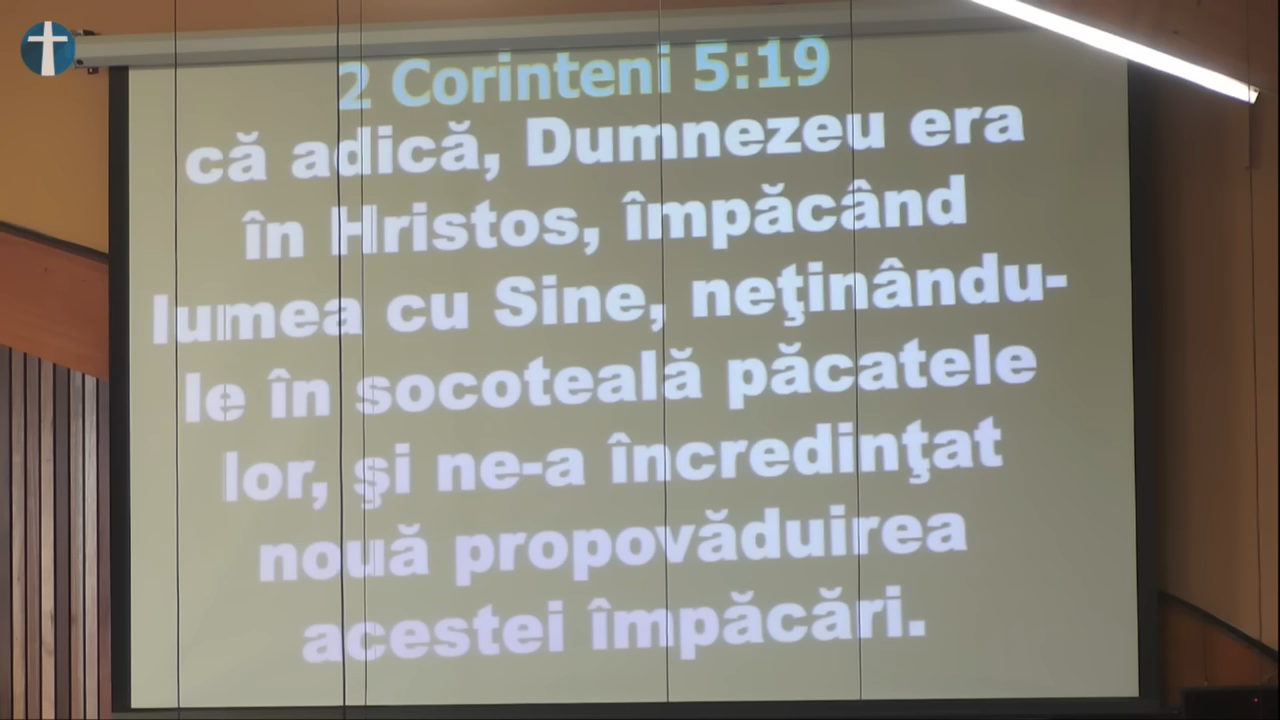 2 Corinteni 5:19
că adică, Dumnezeu era
în Hristos, împăcând
lumea cu Sine, neţinându-
le în socoteală păcatele
lor, şi ne-a încredinţat
nouă propovăduirea
acestei împăcări.